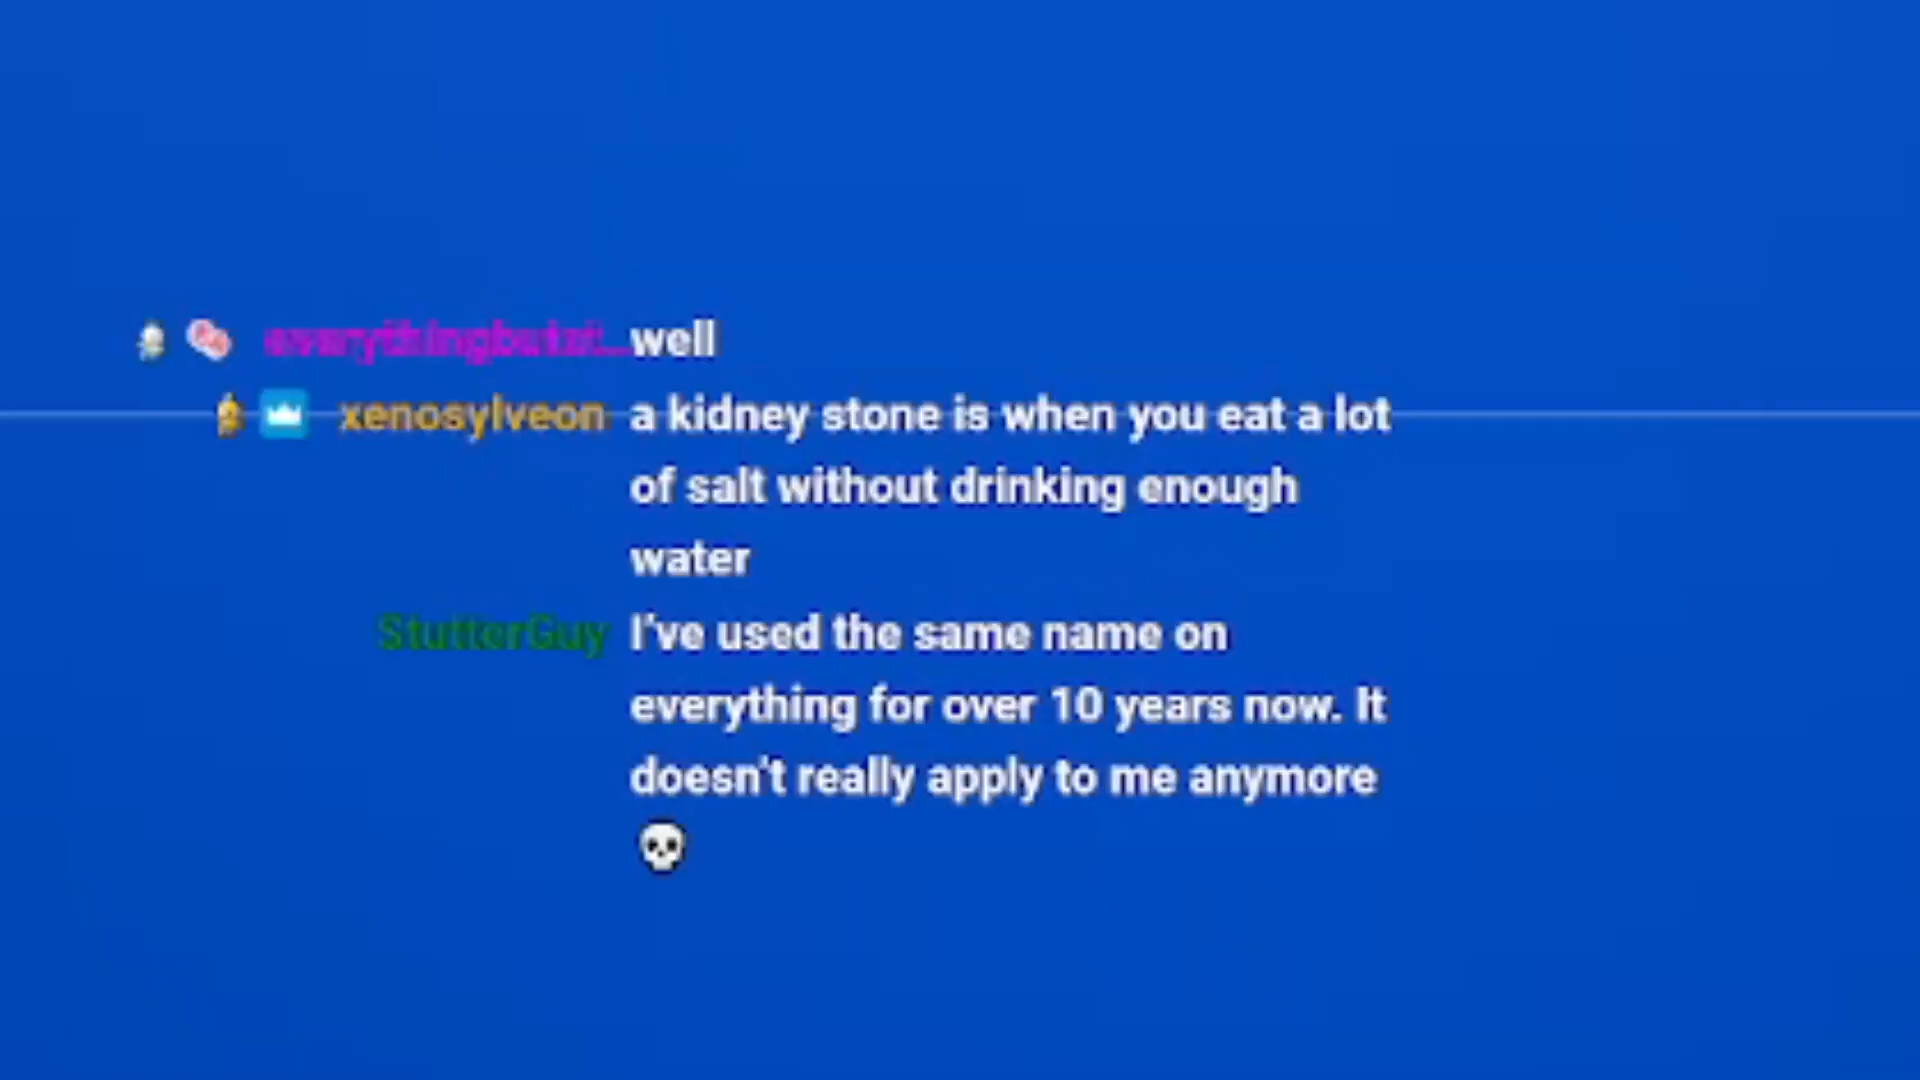 well
xenosylveon a kidney stone is when you eat a lot
of salt without drinking enough
water
StutterGuy I've used the same name on
everything for over 10 years now. It
doesn't really apply to me anymore
💀